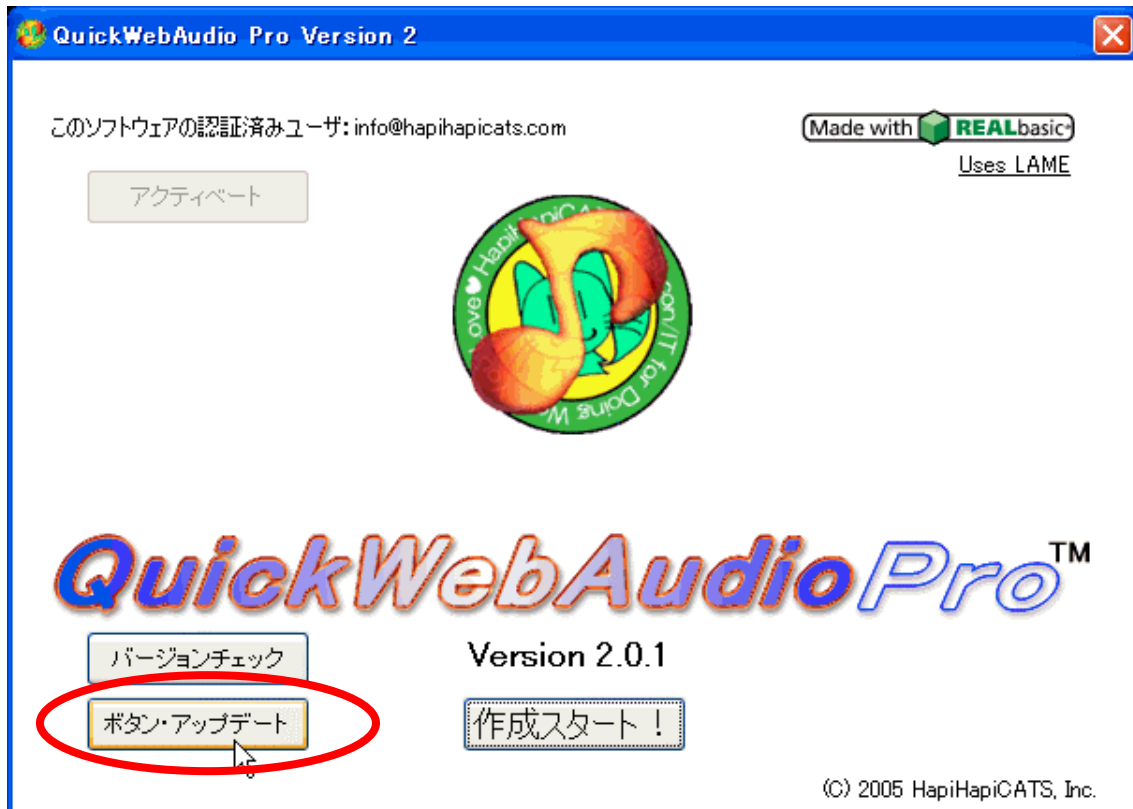 QuickWebAudio Pro Version 2
このソフトウェアの認証済みユーザ: info@hapihapicats.com
Made with REALbasic
Uses LAME
アクティベート
QuickWebAudio Pro™
バージョンチェック
Version 2.0.1
ボタン・アップデート
作成スタート！
(C) 2005 HapiHapiCATS, Inc.